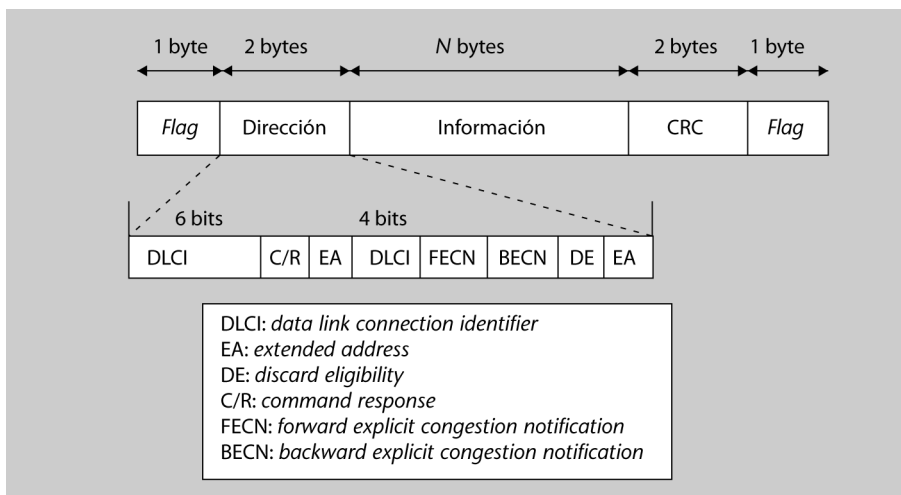 1 byte 2 bytes N bytes 2 bytes 1 byte
Flag Dirección Información CRC Flag
6 bits 4 bits
DLCI C/R EA DLCI FECN BECN DE EA
DLCI: data link connection identifier
EA: extended address
DE: discard eligibility
C/R: command response
FECN: forward explicit congestion notification
BECN: backward explicit congestion notification